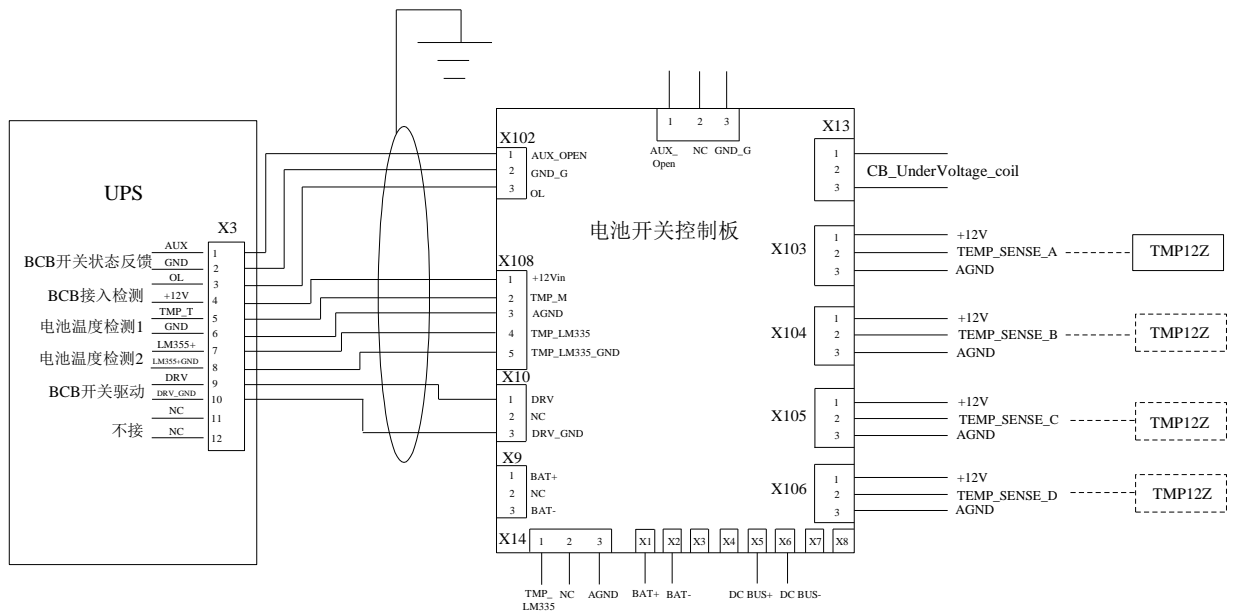 UPS
X3
AUX
1
BCB开关状态反馈
GND
2
OL
3
BCB接入检测
+12V
4
TMP_T
5
电池温度检测1
GND
6
LM355+
7
电池温度检测2
LM355+GND
8
DRV
9
BCB开关驱动
DRV_GND
10
NC
11
不接
NC
12
电池开关控制板
1 2 3
AUX_
Open
NC GND_G
X102
1 AUX_OPEN
2 GND_G
3 OL
X108
1 +12Vin
2 TMP_M
3 AGND
4 TMP_LM335
5 TMP_LM335_GND
X10
1 DRV
2 NC
3 DRV_GND
X9
1 BAT+
2 NC
3 BAT-
X14
1 2 3
TMP_
LM335
NC AGND
X1 X2 X3 X4 X5 X6 X7 X8
BAT+ BAT- DC BUS+ DC BUS-
X13
1
2 CB_UnderVoltage_coil
3
X103
1 +12V
2 TEMP_SENSE_A TMP12Z
3 AGND
X104
1 +12V
2 TEMP_SENSE_B TMP12Z
3 AGND
X105
1 +12V
2 TEMP_SENSE_C TMP12Z
3 AGND
X106
1 +12V
2 TEMP_SENSE_D TMP12Z
3 AGND